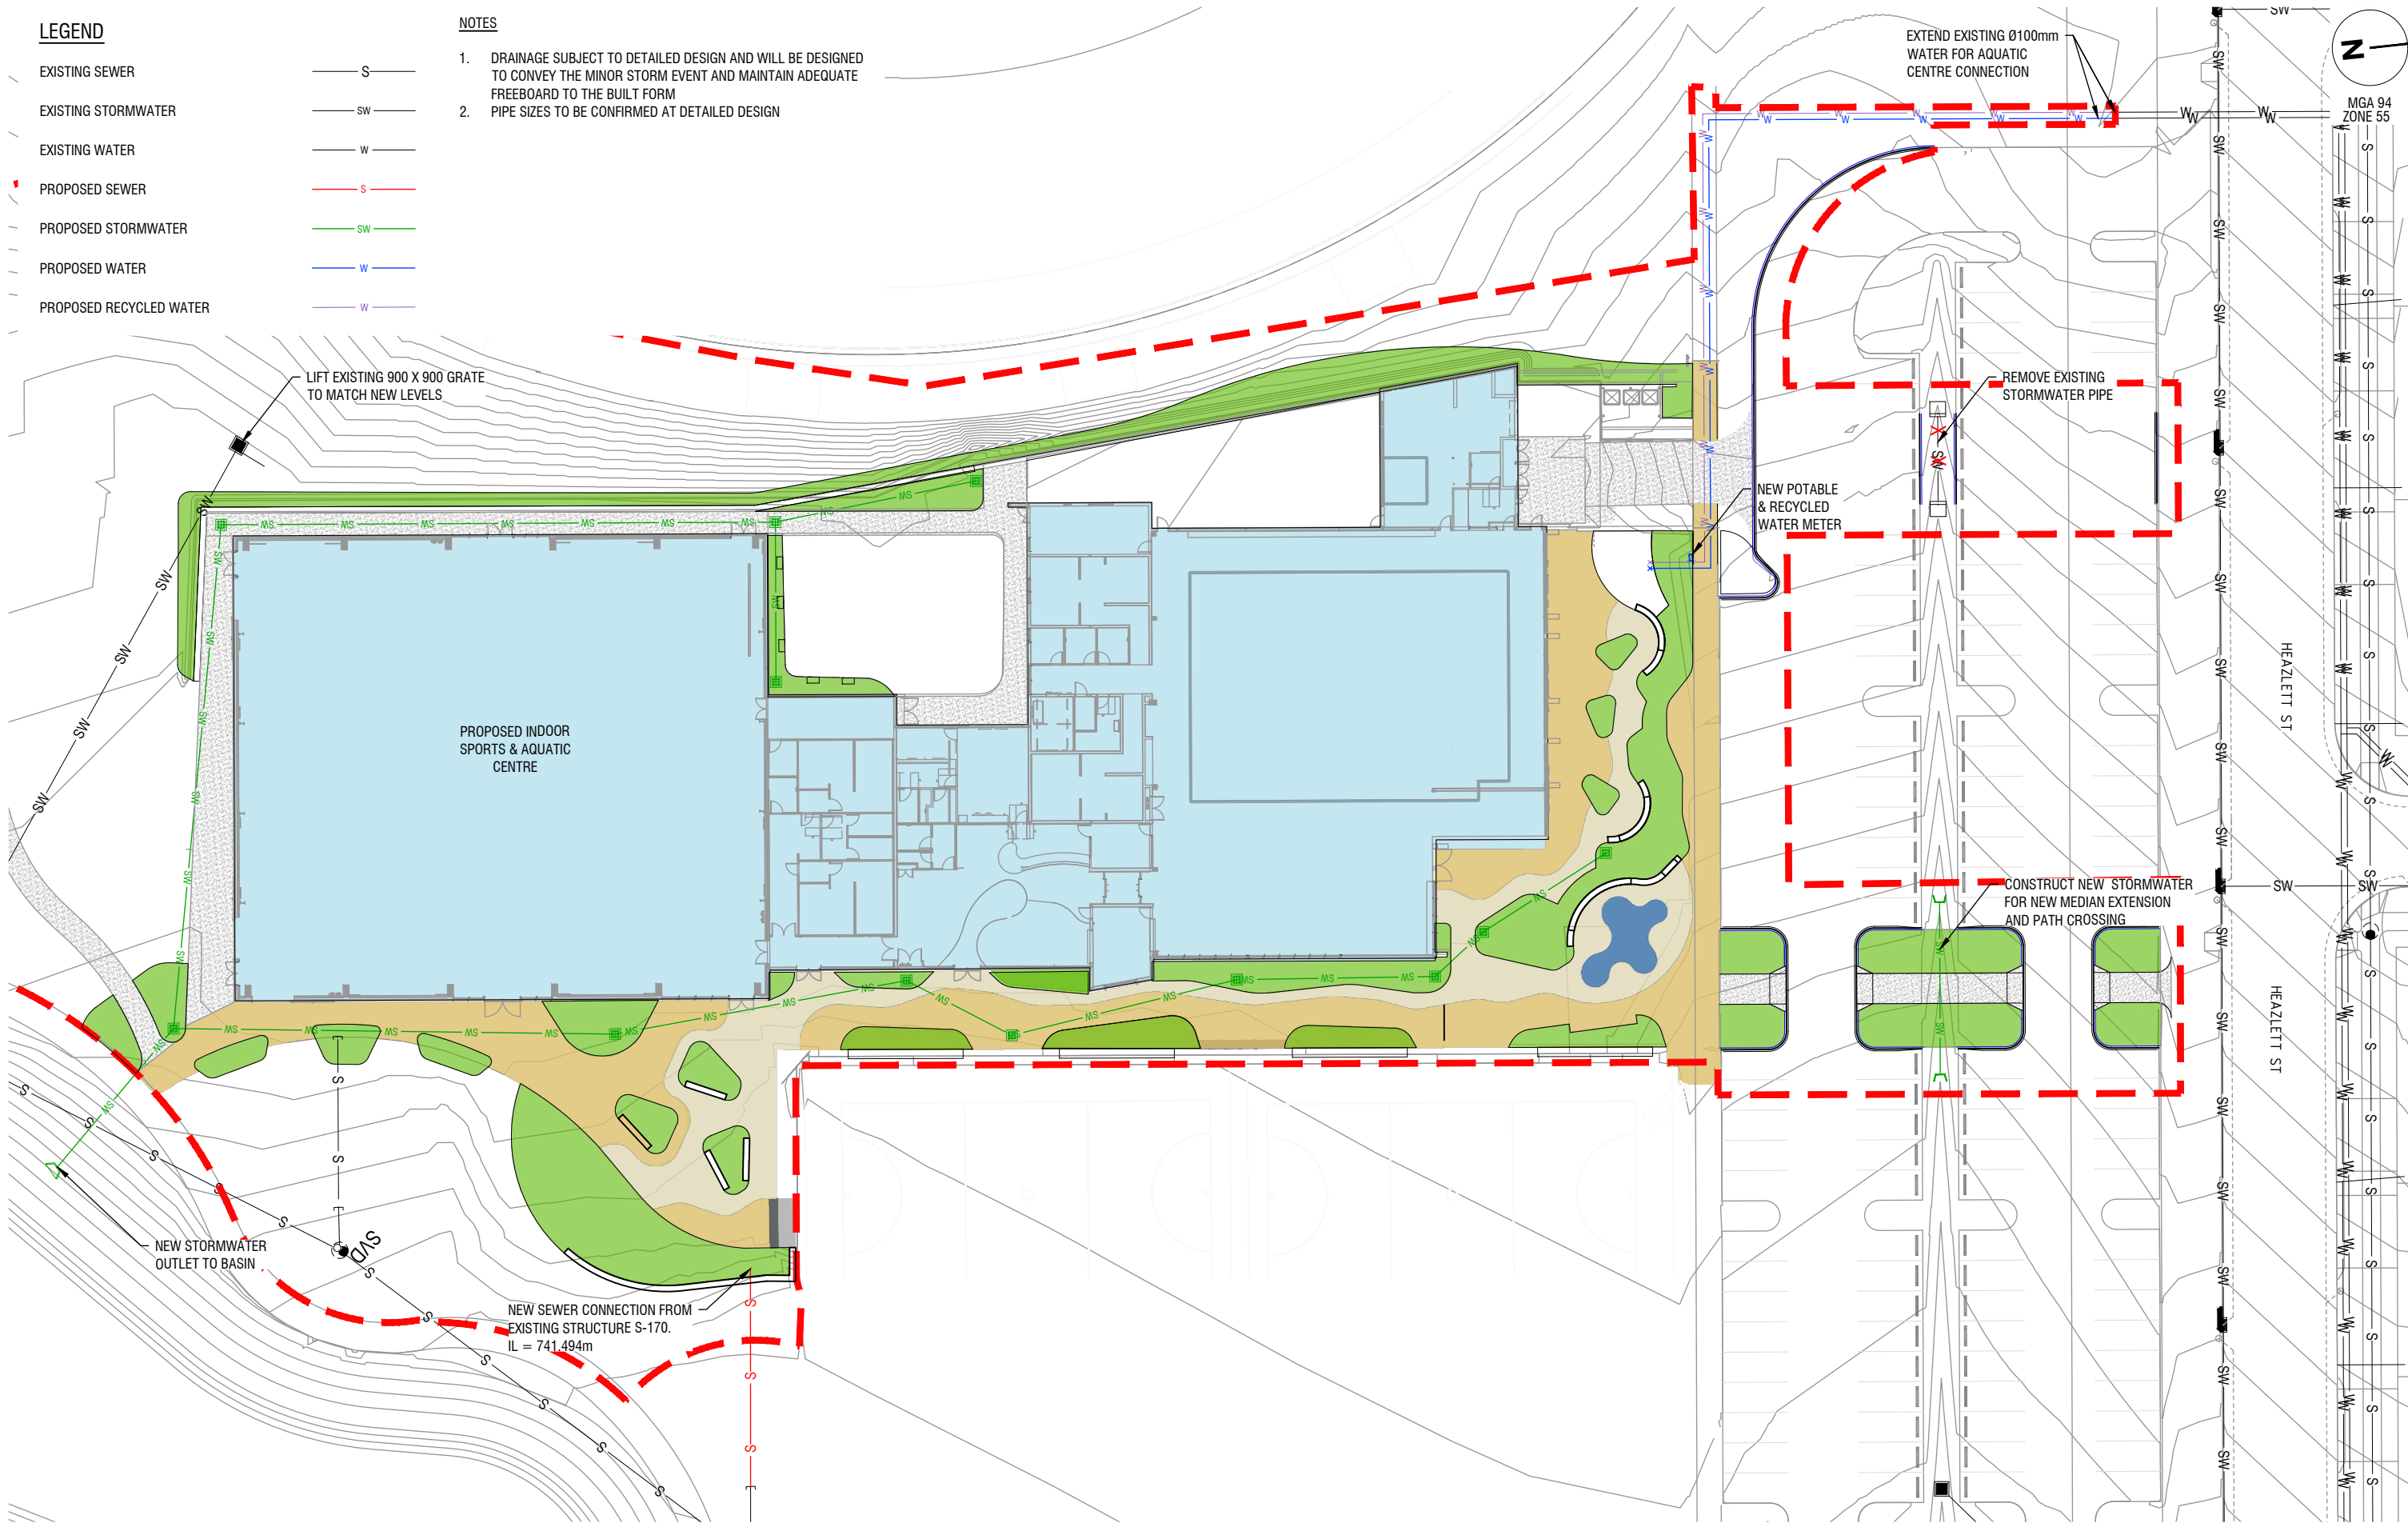 LEGEND
EXISTING SEWER
S
EXISTING STORMWATER
SW
EXISTING WATER
W
PROPOSED SEWER
S
PROPOSED STORMWATER
SW
PROPOSED WATER
W
PROPOSED RECYCLED WATER
W
NOTES
1. DRAINAGE SUBJECT TO DETAILED DESIGN AND WILL BE DESIGNED
TO CONVEY THE MINOR STORM EVENT AND MAINTAIN ADEQUATE
FREEBOARD TO THE BUILT FORM
2. PIPE SIZES TO BE CONFIRMED AT DETAILED DESIGN
EXTEND EXISTING Ø100mm
WATER FOR AQUATIC
CENTRE CONNECTION
N
MGA 94
ZONE 55
LIFT EXISTING 900 X 900 GRATE
TO MATCH NEW LEVELS
REMOVE EXISTING
STORMWATER PIPE
NEW POTABLE
& RECYCLED
WATER METER
PROPOSED INDOOR
SPORTS & AQUATIC
CENTRE
HEAZLETT ST
CONSTRUCT NEW STORMWATER
FOR NEW MEDIAN EXTENSION
AND PATH CROSSING
HEAZLETT ST
NEW STORMWATER
OUTLET TO BASIN
SVD
NEW SEWER CONNECTION FROM
EXISTING STRUCTURE S-170.
IL = 741.494m